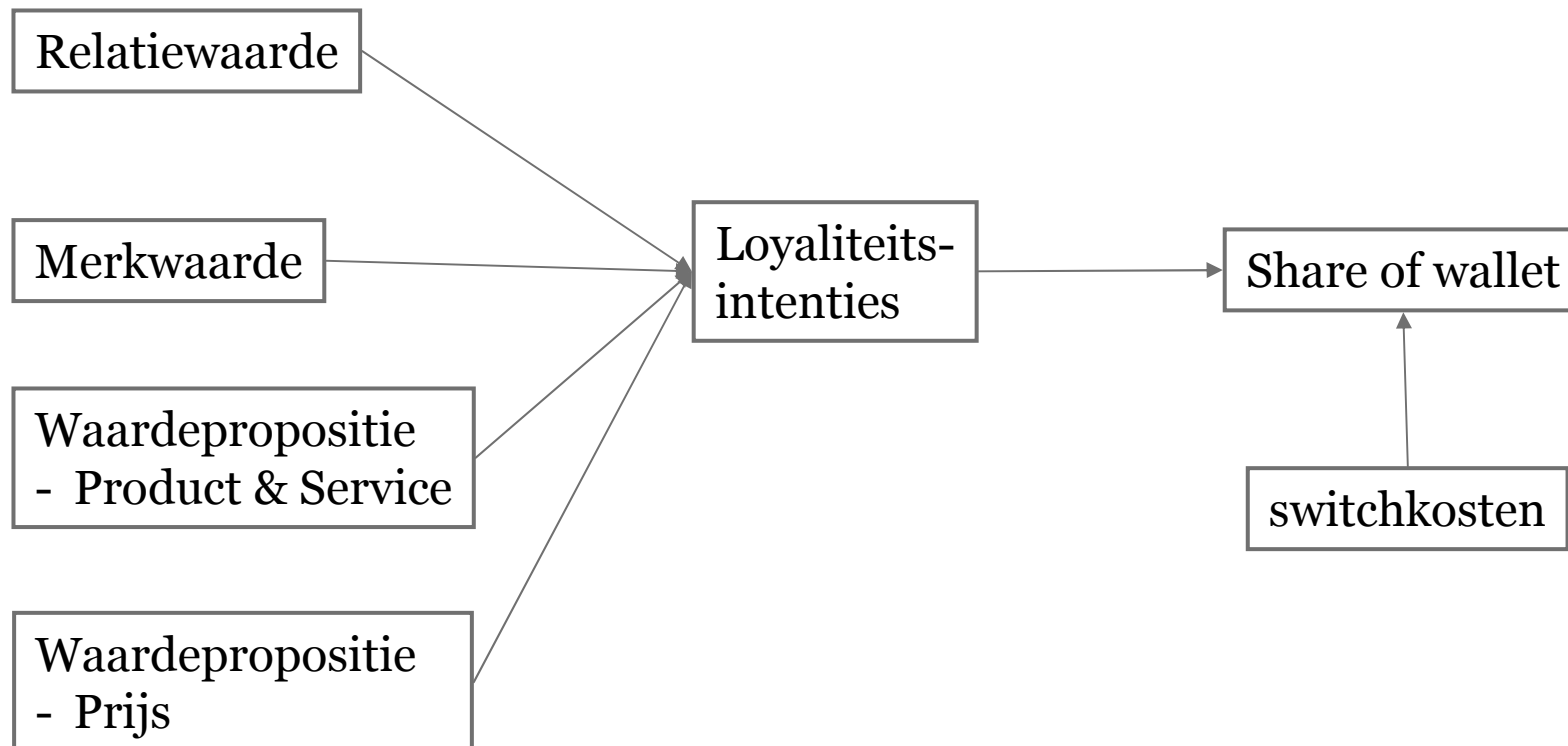 Relatiewaarde
Merkwaarde
Waardepropositie
- Product & Service
Waardepropositie
- Prijs
Loyaliteits-
intenties
Share of wallet
switchkosten